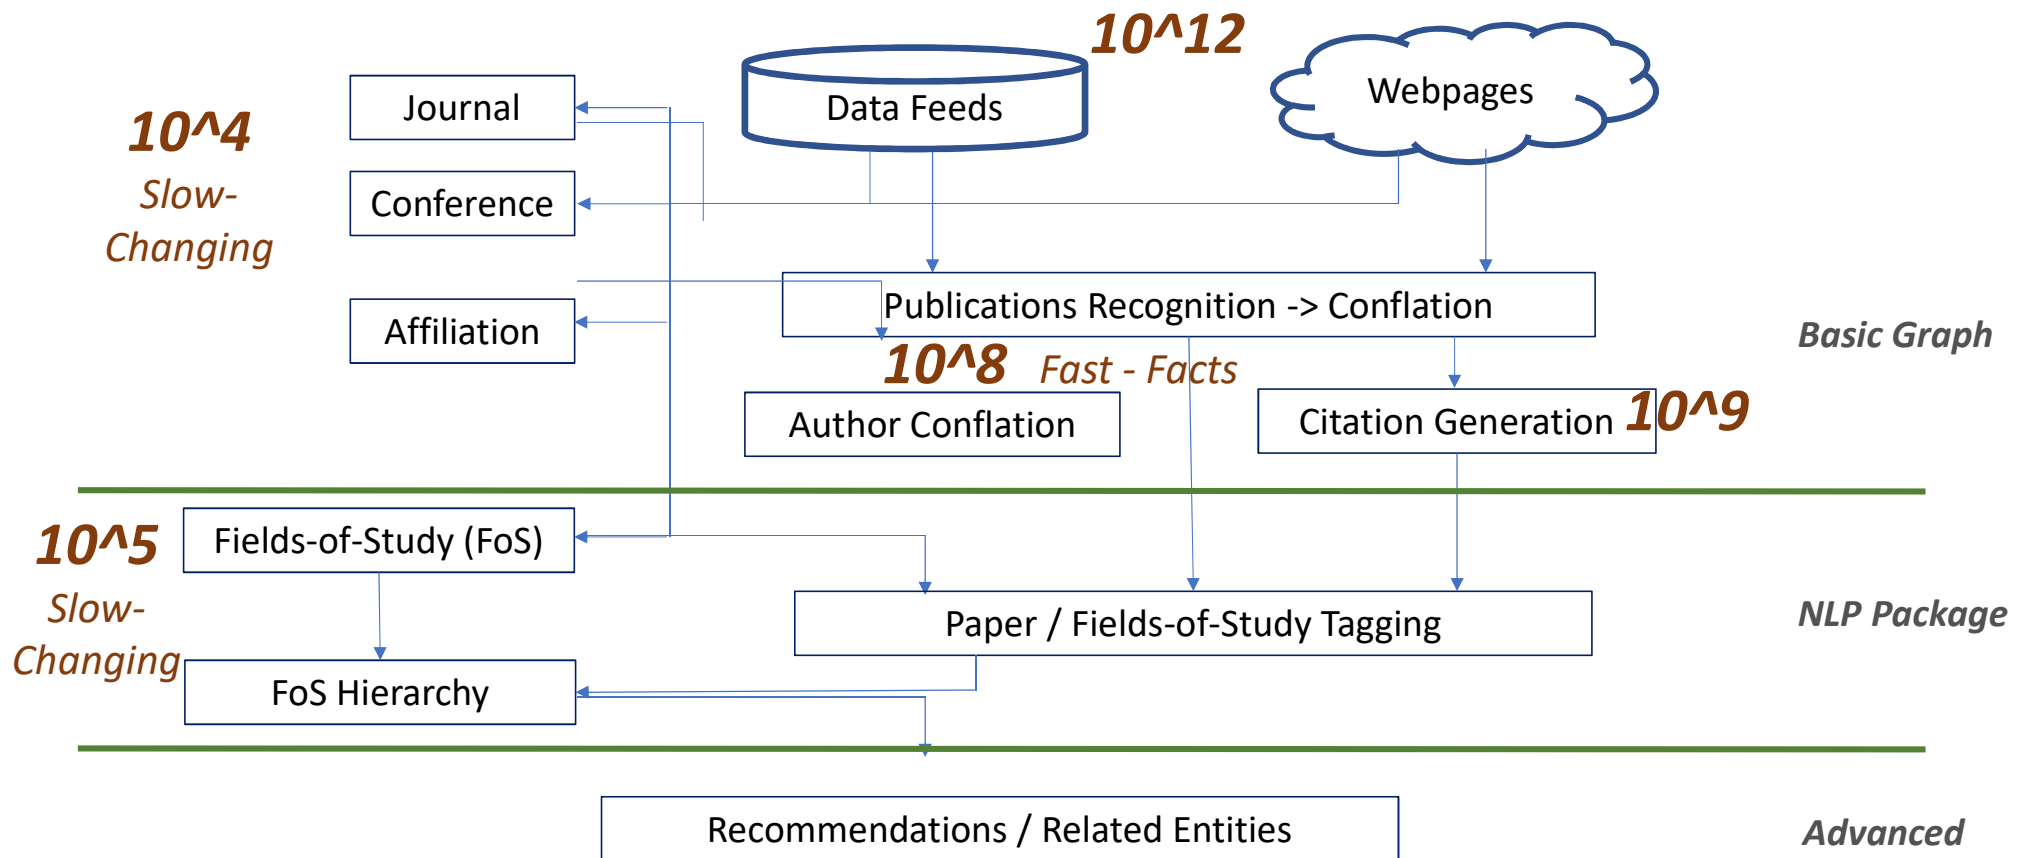 10^12
Journal
Data Feeds
Webpages
10^4
Slow-
Changing
Conference
Affiliation
Publications Recognition -> Conflation
Basic Graph
10^8 Fast - Facts
Author Conflation
Citation Generation 10^9
10^5
Slow-
Changing
Fields-of-Study (FoS)
Paper / Fields-of-Study Tagging
NLP Package
FoS Hierarchy
Recommendations / Related Entities
Advanced